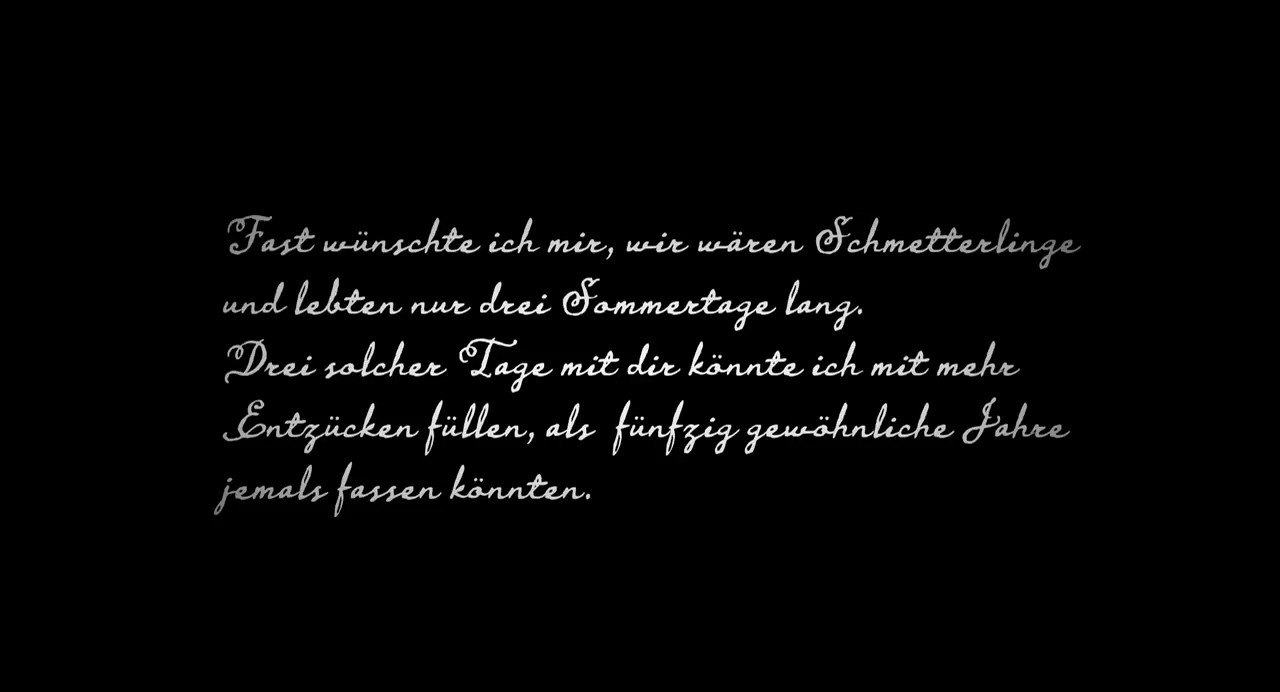 Fast wünschte ich mir, wir wären Schmetterlinge
und lebten nur drei Sommertage lang.
Drei solcher Tage mit dir könnte ich mit mehr
Entzücken füllen, als fünfzig gewöhnliche Jahre
jemals fassen könnten.